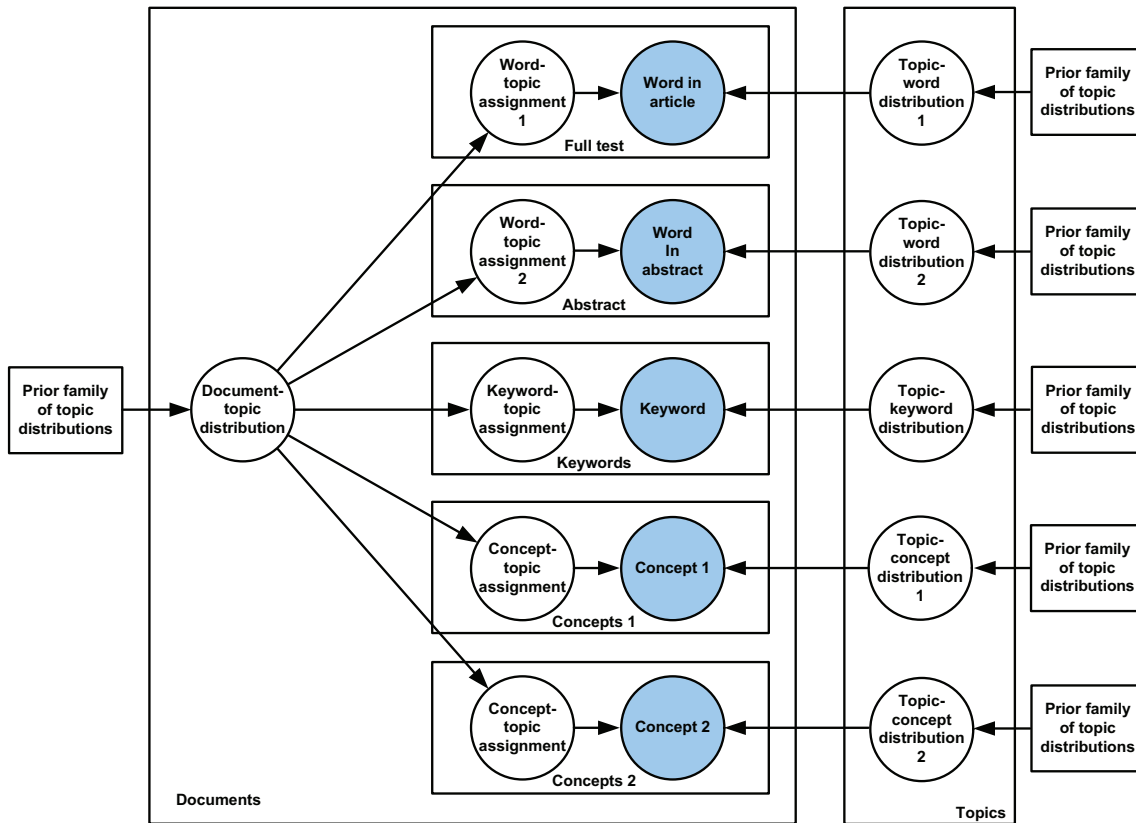 Word-
topic
assignment
1
Word in
article
Full test
Topic-
word
distribution
1
Prior family
of topic
distributions
Word-
topic
assignment
2
Word
In
abstract
Abstract
Topic-
word
distribution
2
Prior family
of topic
distributions
Prior family
of topic
distributions
Document-
topic
distribution
Keyword-
topic
assignment
Keyword
Keywords
Topic-
keyword
distribution
Prior family
of topic
distributions
Concept-
topic
assignment
Concept 1
Concepts 1
Topic-
concept
distribution
1
Prior family
of topic
distributions
Concept-
topic
assignment
Concept 2
Concepts 2
Topic-
concept
distribution
2
Prior family
of topic
distributions
Documents
Topics